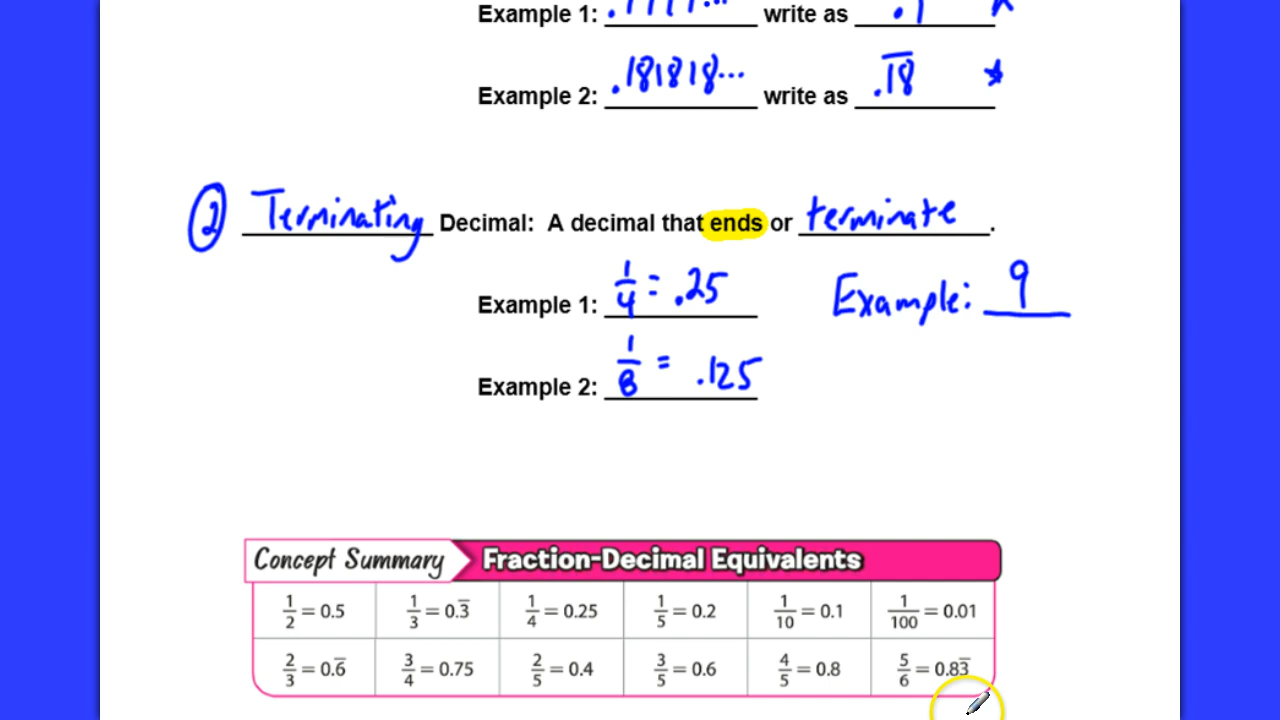 Example 1: .1111... write as .1
Example 2: .181818... write as .1̅8̅ *
② Terminating Decimal: A decimal that ends or terminate.
Example 1: 1/4 = .25 Example: 9
Example 2: 1/8 = .125
Concept Summary Fraction-Decimal Equivalents
1/2 = 0.5 1/3 = 0.3̅ 1/4 = 0.25 1/5 = 0.2 1/10 = 0.1 1/100 = 0.01
2/3 = 0.6̅ 3/4 = 0.75 2/5 = 0.4 3/5 = 0.6 4/5 = 0.8 5/6 = 0.83̅